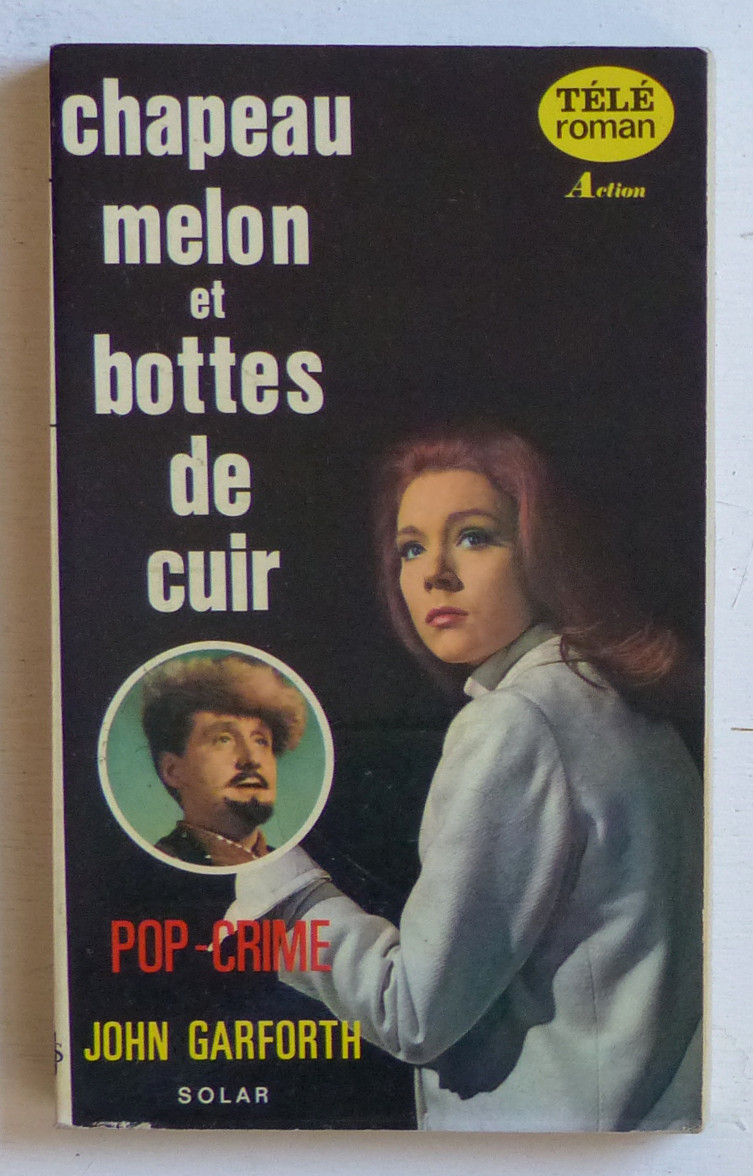 chapeau
melon
et
bottes
de
cuir
TÉLÉ
roman
Action
POP-CRIME
JOHN GARFORTH
SOLAR
S